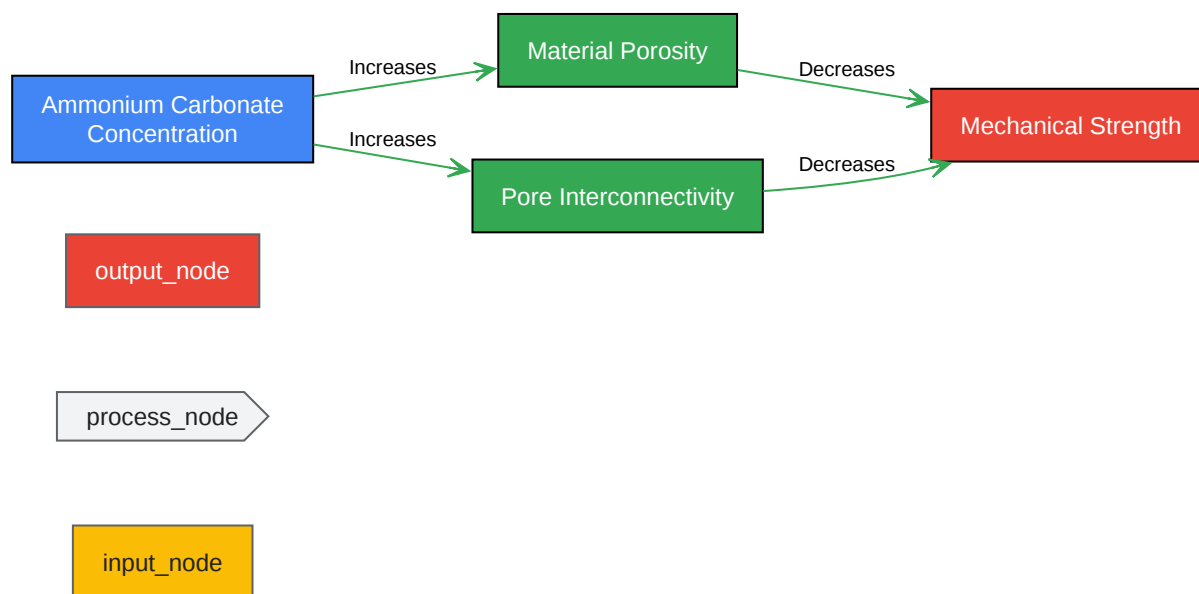 Ammonium Carbonate
Concentration
Increases
Increases
Material Porosity
Pore Interconnectivity
Decreases
Decreases
Mechanical Strength
output_node
process_node
input_node